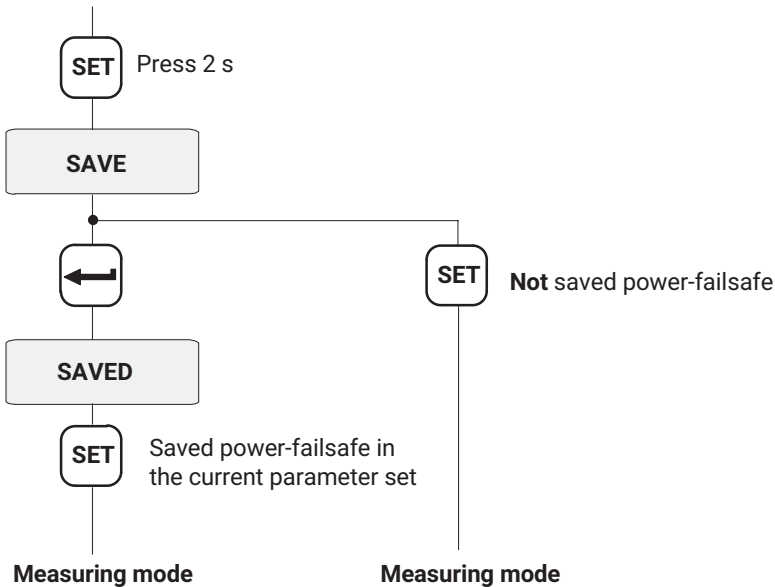 SET
Press 2 s
SAVE
SET
Not saved power-failsafe
SAVED
SET
Saved power-failsafe in
the current parameter set
Measuring mode
Measuring mode